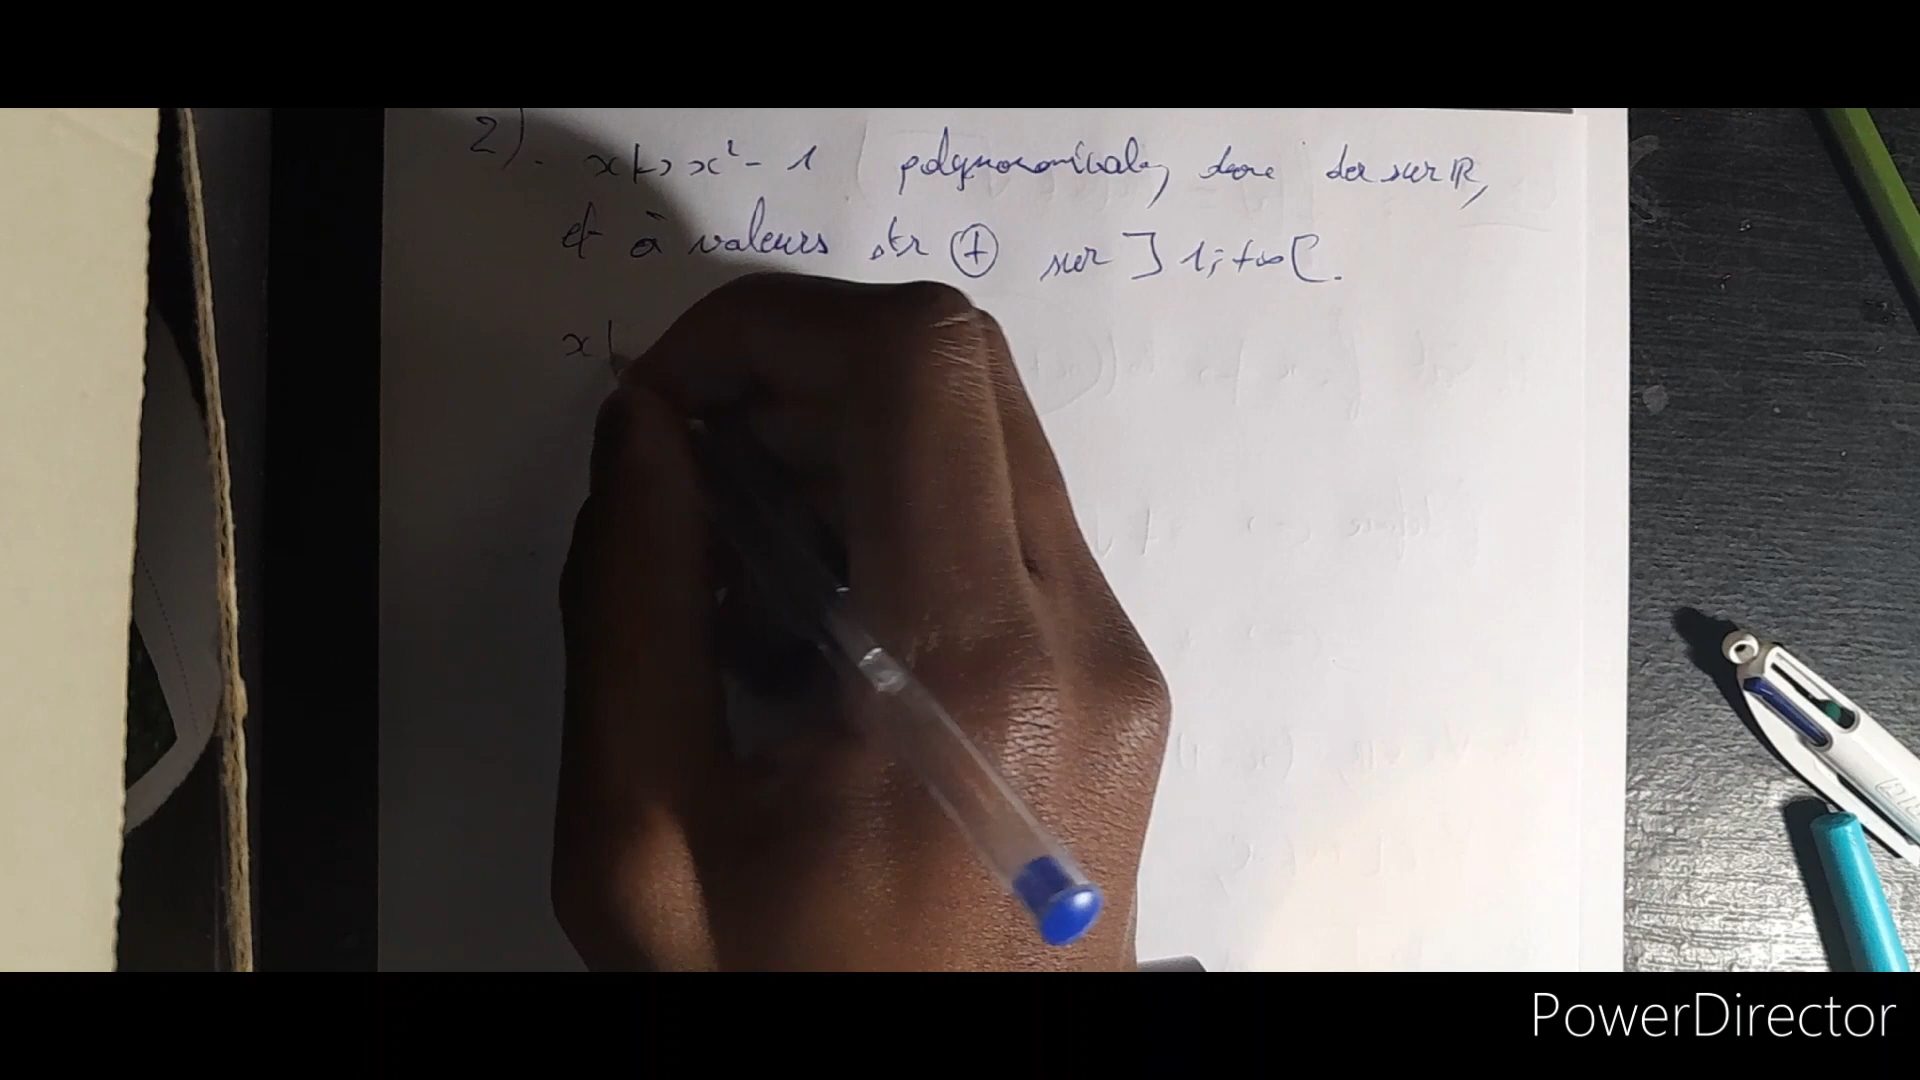 2). x ↦ x² - 1 polynomiale, donc der sur ℝ,
et à valeurs str ⊕ sur ]1; +∞[.
x|
PowerDirector